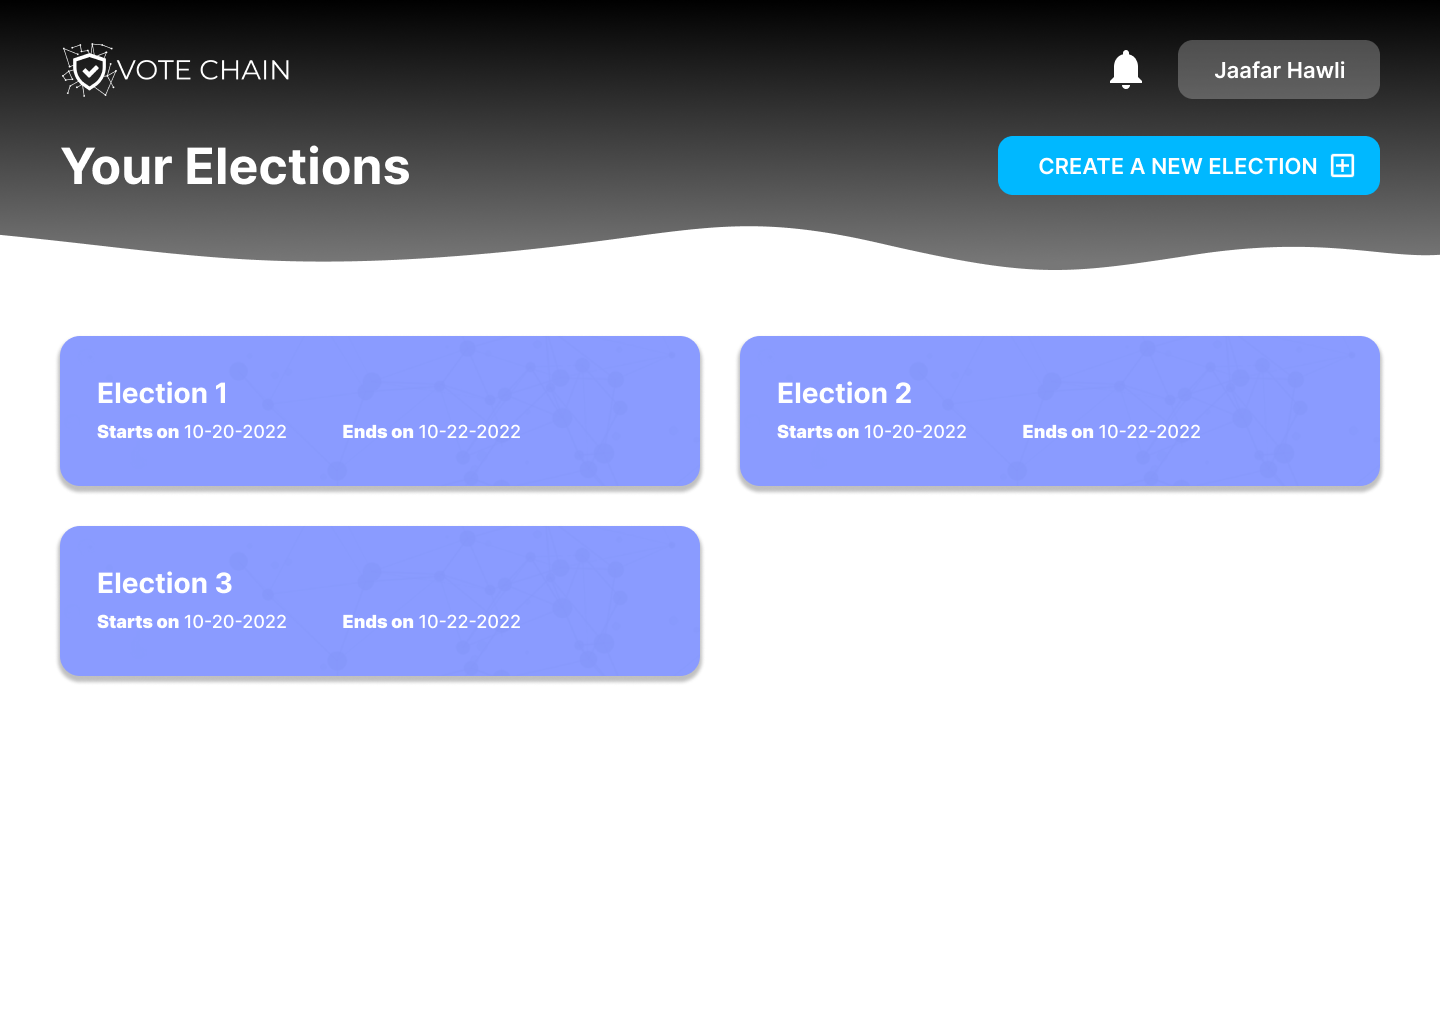 VOTE CHAIN
Jaafar Hawli
Your Elections
CREATE A NEW ELECTION
Election 1
Starts on 10-20-2022
Ends on 10-22-2022
Election 2
Starts on 10-20-2022
Ends on 10-22-2022
Election 3
Starts on 10-20-2022
Ends on 10-22-2022